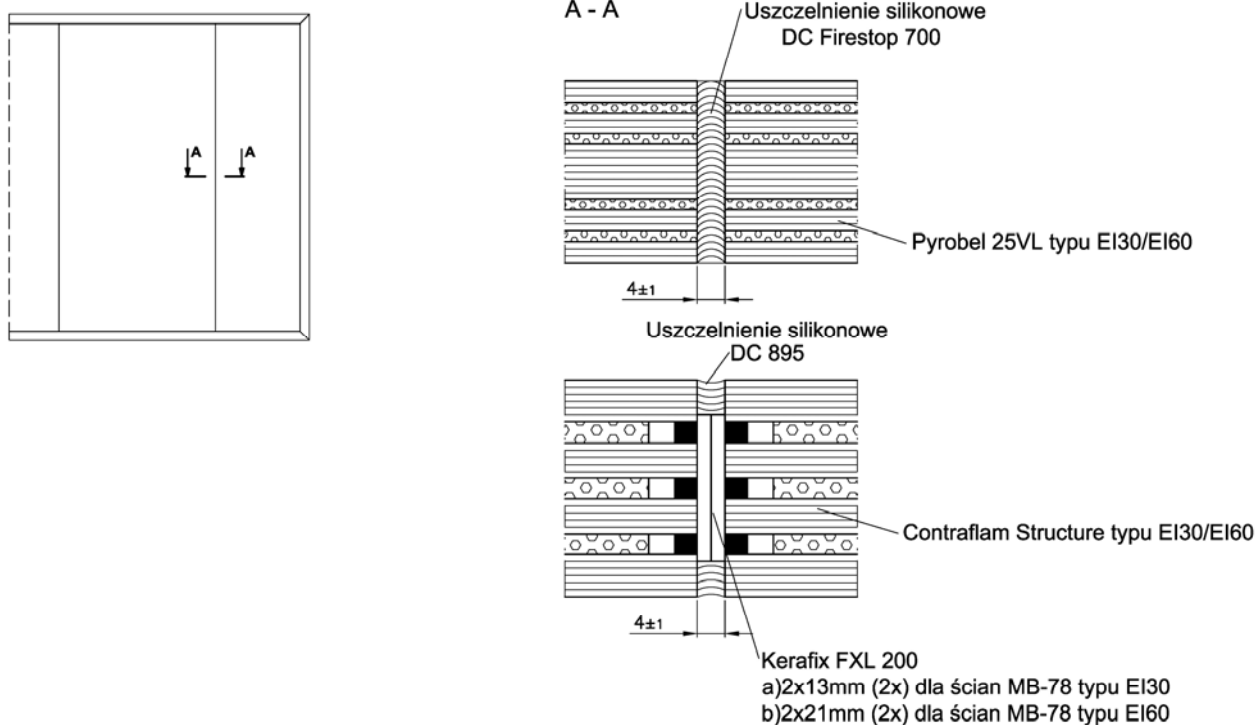 A - A
Uszczelnienie silikonowe
DC Firestop 700
A
A
Pyrobel 25VL typu EI30/EI60
4±1
Uszczelnienie silikonowe
DC 895
Contraflam Structure typu EI30/EI60
4±1
Kerafix FXL 200
a)2x13mm (2x) dla ścian MB-78 typu EI30
b)2x21mm (2x) dla ścian MB-78 typu EI60